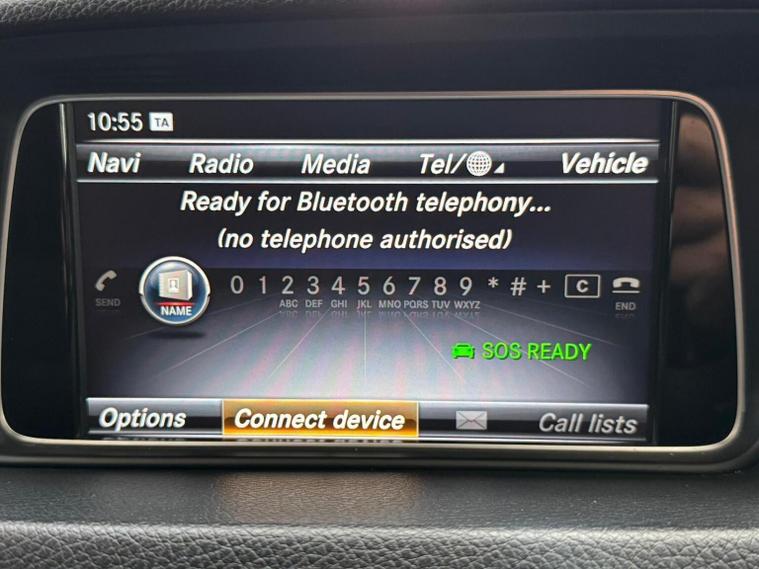 10:55 TA
Navi Radio Media Tel/ Vehicle
Ready for Bluetooth telephony...
(no telephone authorised)
0 1 2 3 4 5 6 7 8 9 * # + C
SEND NAME ABC DEF GHI JKL MNO PQRS TUV WXYZ END
SOS READY
Options Connect device Call lists